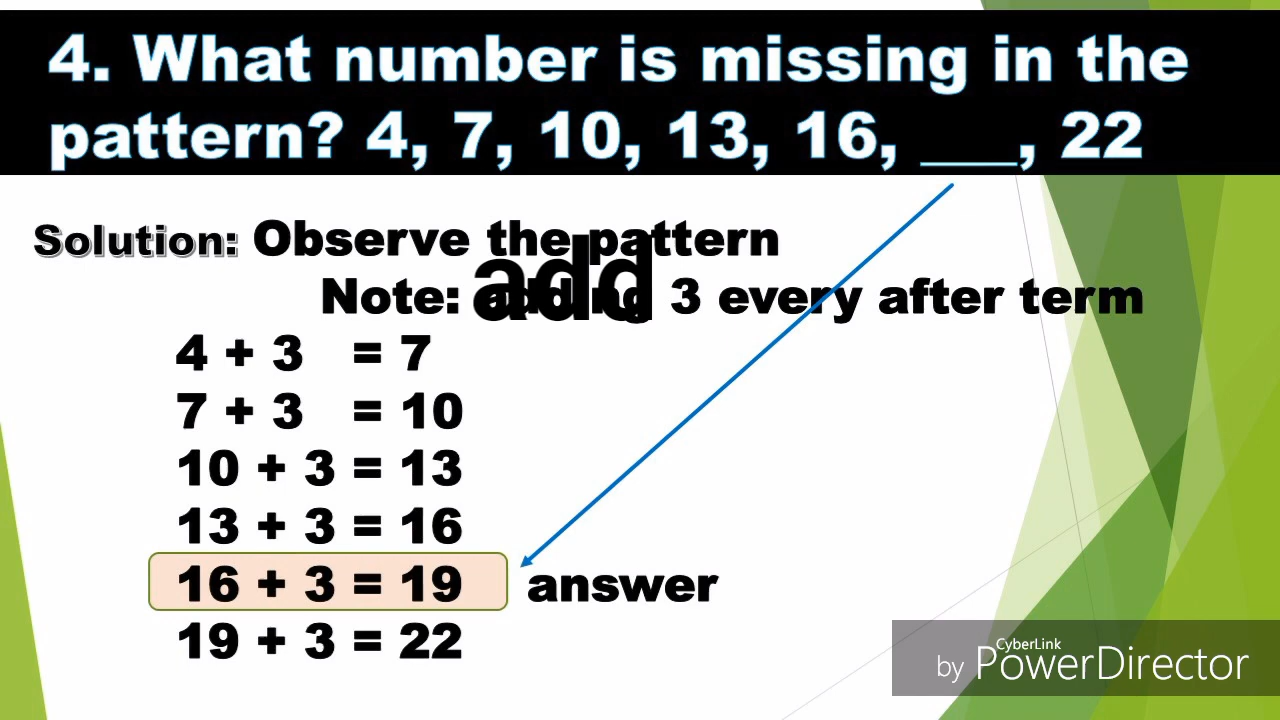 4. What number is missing in the
pattern? 4, 7, 10, 13, 16, ___, 22
Solution: Observe the pattern
add
Note: adding 3 every after term
4 + 3 = 7
7 + 3 = 10
10 + 3 = 13
13 + 3 = 16
16 + 3 = 19 answer
19 + 3 = 22
by CyberLink PowerDirector